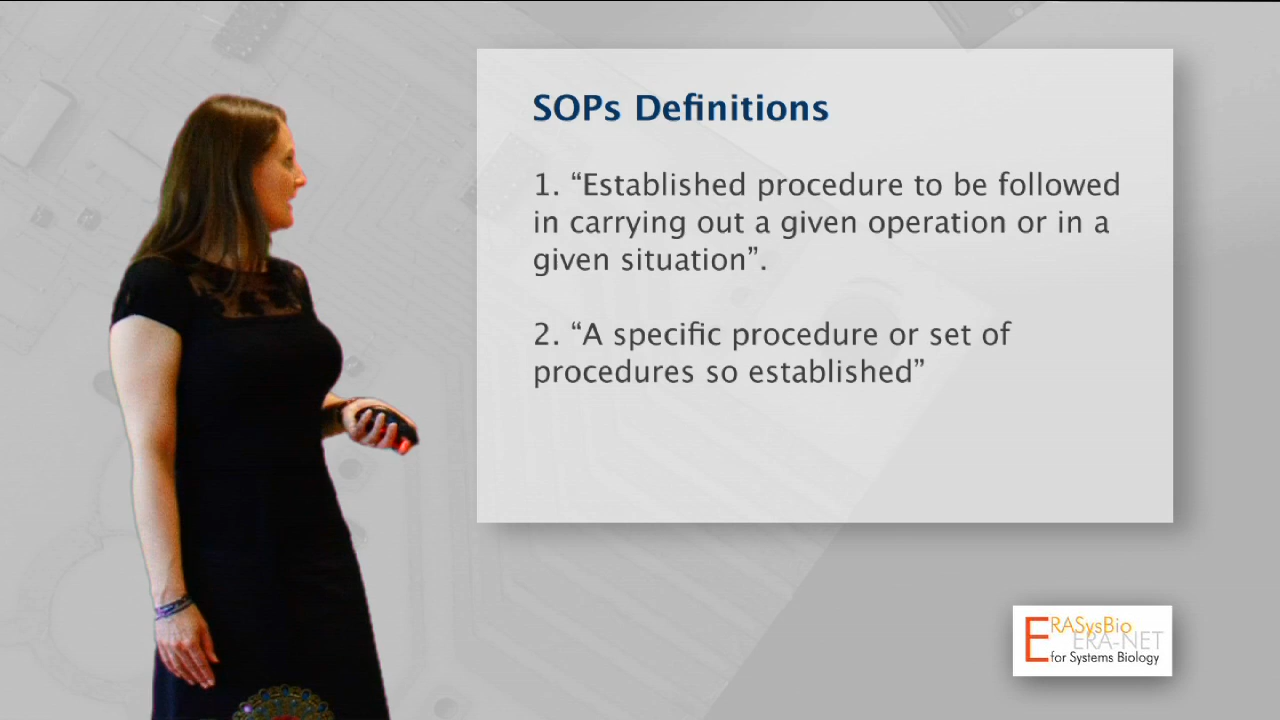 SOPs Definitions
1. “Established procedure to be followed
in carrying out a given operation or in a
given situation”.
2. “A specific procedure or set of
procedures so established”
ERASysBio
ERA-NET
for Systems Biology